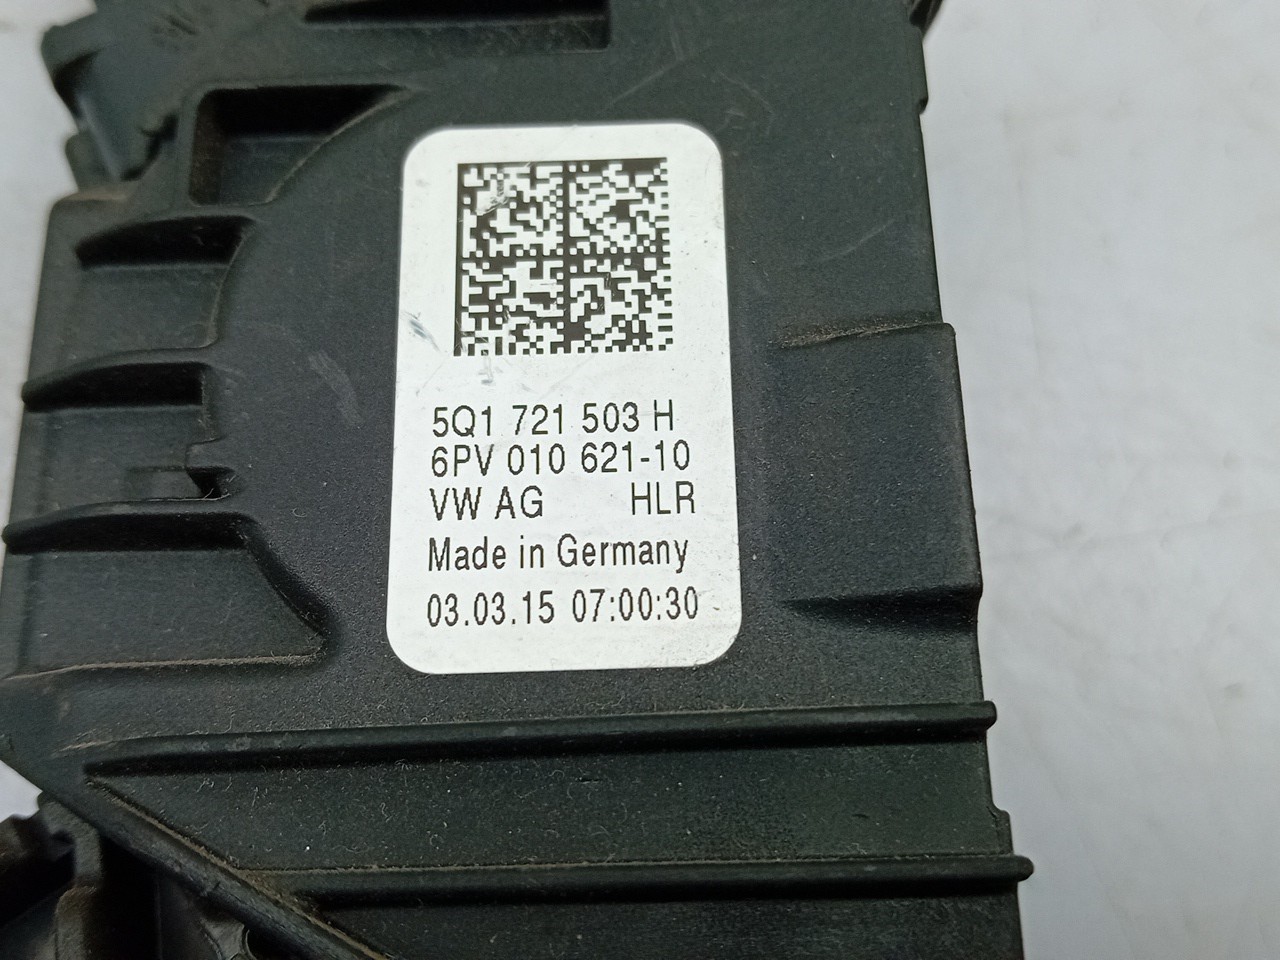 5Q1 721 503 H
6PV 010 621-10
VW AG HLR
Made in Germany
03.03.15 07:00:30